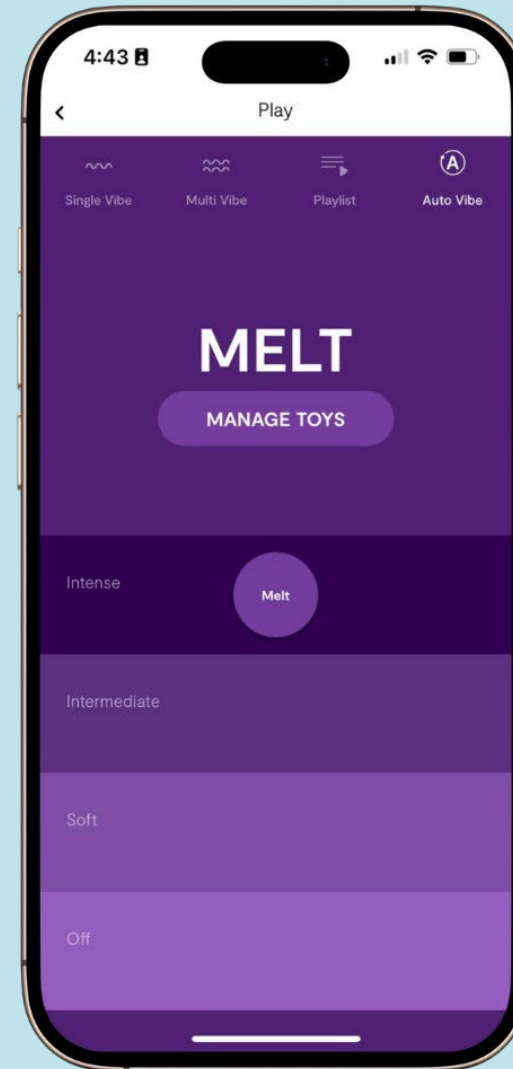 4:43
Play
Single Vibe
Multi Vibe
Playlist
A
Auto Vibe
MELT
MANAGE TOYS
Intense
Melt
Intermediate
Soft
Off